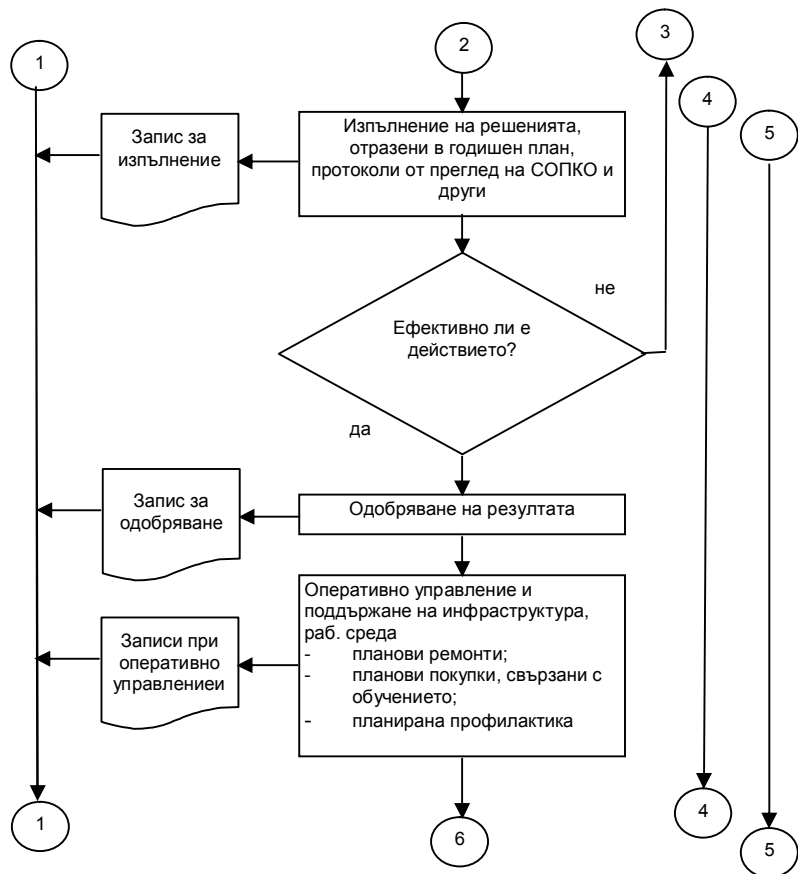 3
2
1
4
5
Запис за
изпълнение
Изпълнение на решенията,
отразени в годишен план,
протоколи от преглед на СОПКО и
други
не
Ефективно ли е
действието?
да
Запис за
одобряване
Одобряване на резултата
Оперативно управление и
поддържане на инфраструктура,
раб. среда
- планови ремонти;
- планови покупки, свързани с
обучението;
- планирана профилактика
Записи при
оперативно
управлениеи
4
1
6
5